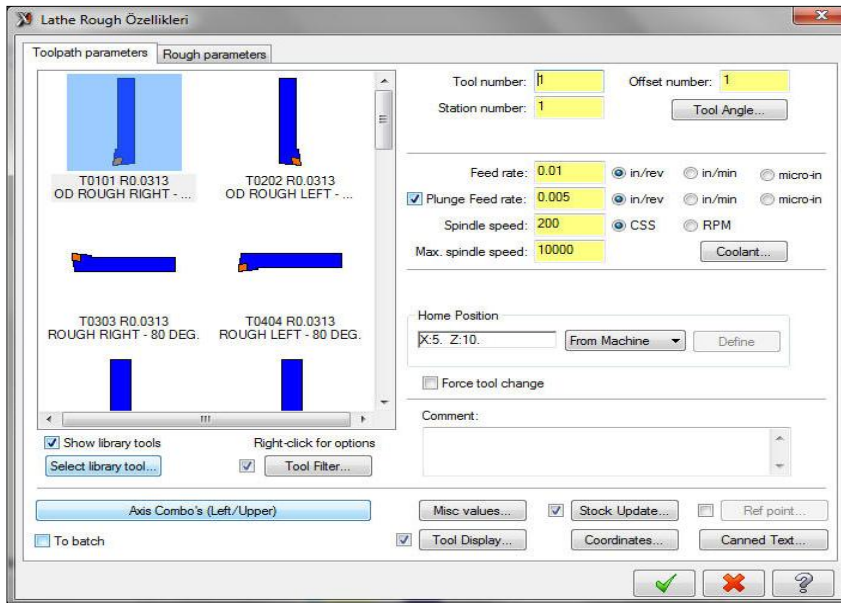 Lathe Rough Özellikleri
Toolpath parameters
Rough parameters
T0101 R0.0313
OD ROUGH RIGHT - ...
T0202 R0.0313
OD ROUGH LEFT - ...
T0303 R0.0313
ROUGH RIGHT - 80 DEG.
T0404 R0.0313
ROUGH LEFT - 80 DEG.
Show library tools
Right-click for options
Select library tool...
Tool Filter...
Tool number: 1
Offset number: 1
Station number: 1
Tool Angle...
Feed rate: 0.01 in/rev in/min micro-in
Plunge Feed rate: 0.005 in/rev in/min micro-in
Spindle speed: 200 CSS RPM
Max. spindle speed: 10000
Coolant...
Home Position
X:5. Z:10. From Machine Define
Force tool change
Comment:
Axis Combo's (Left/Upper)
Misc values...
Stock Update...
Ref point...
To batch
Tool Display...
Coordinates...
Canned Text...